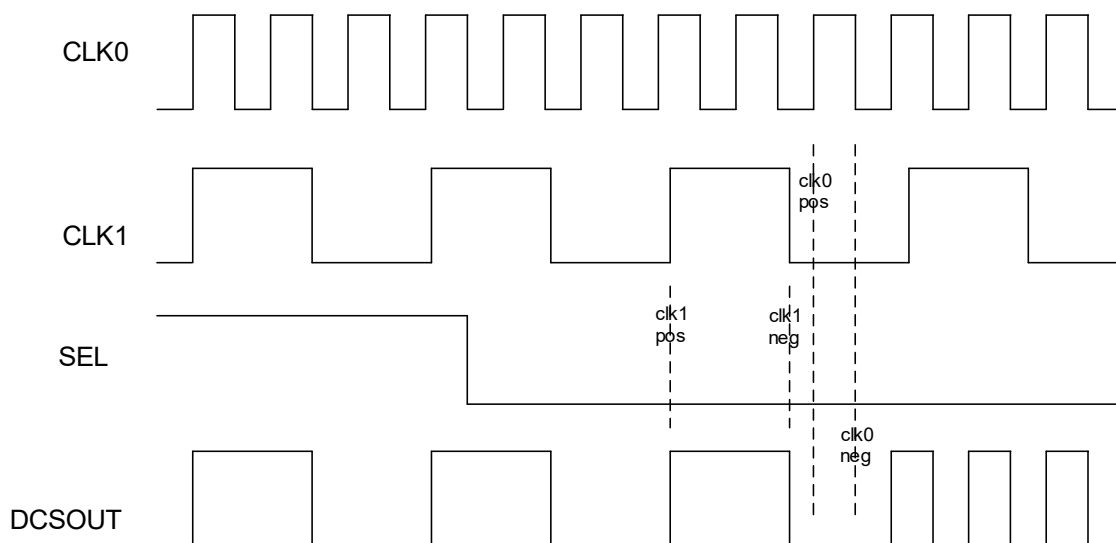 CLK0
clk0
pos
CLK1
clk1
pos
clk1
neg
SEL
clk0
neg
DCSOUT